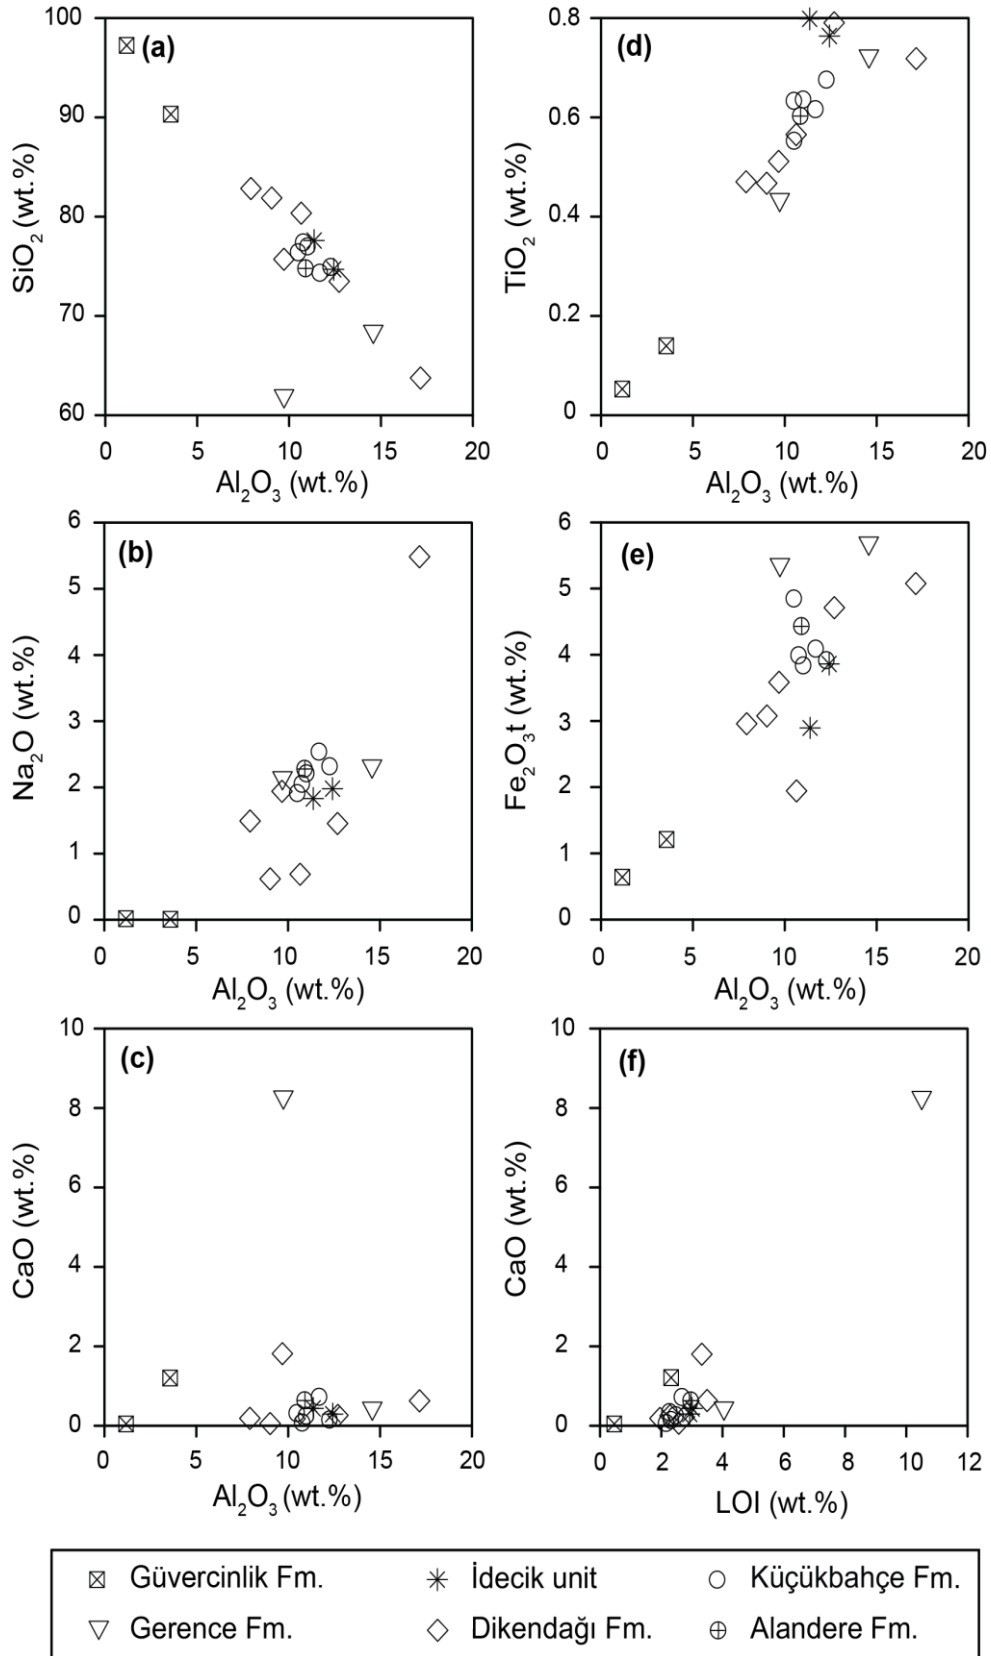 (a)
100
90
80
70
60
SiO₂ (wt.%)
0 5 10 15 20
Al₂O₃ (wt.%)
(d)
0.8
0.6
0.4
0.2
0
TiO₂ (wt.%)
0 5 10 15 20
Al₂O₃ (wt.%)
(b)
6
5
4
3
2
1
0
Na₂O (wt.%)
0 5 10 15 20
Al₂O₃ (wt.%)
(e)
6
5
4
3
2
1
0
Fe₂O₃t (wt.%)
0 5 10 15 20
Al₂O₃ (wt.%)
(c)
10
8
6
4
2
0
CaO (wt.%)
0 5 10 15 20
Al₂O₃ (wt.%)
(f)
10
8
6
4
2
0
CaO (wt.%)
0 2 4 6 8 10 12
LOI (wt.%)
Güvercinlik Fm. İdecik unit Küçükbahçe Fm.
Gerence Fm. Dikendağı Fm. Alandere Fm.